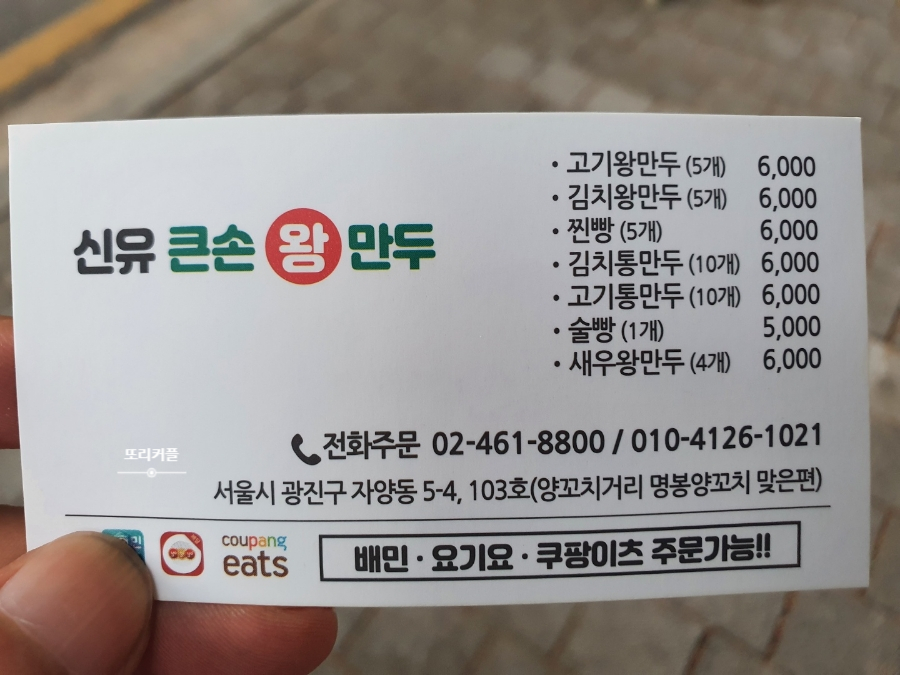 신유 큰손 왕 만두
· 고기왕만두 (5개) 6,000
· 김치왕만두 (5개) 6,000
· 찐빵 (5개) 6,000
· 김치통만두 (10개) 6,000
· 고기통만두 (10개) 6,000
· 술빵 (1개) 5,000
· 새우왕만두 (4개) 6,000
전화주문 02-461-8800 / 010-4126-1021
또리커플
서울시 광진구 자양동 5-4, 103호(양꼬치거리 명봉양꼬치 맞은편)
coupang
eats
배민 · 요기요 · 쿠팡이츠 주문가능!!